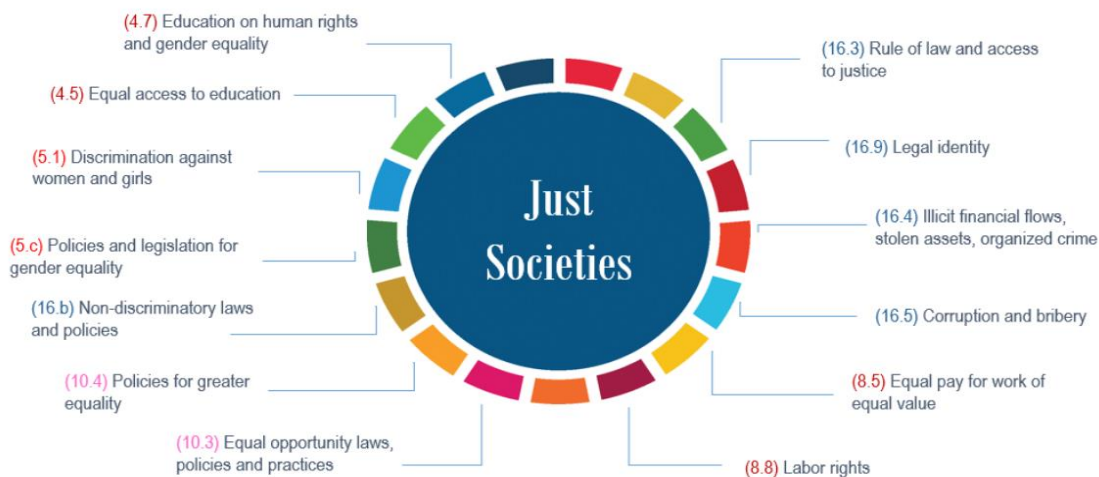 (4.7) Education on human rights
and gender equality
(4.5) Equal access to education
(5.1) Discrimination against
women and girls
(5.c) Policies and legislation for
gender equality
(16.b) Non-discriminatory laws
and policies
(10.4) Policies for greater
equality
(10.3) Equal opportunity laws,
policies and practices
Just
Societies
(16.3) Rule of law and access
to justice
(16.9) Legal identity
(16.4) Illicit financial flows,
stolen assets, organized crime
(16.5) Corruption and bribery
(8.5) Equal pay for work of
equal value
(8.8) Labor rights